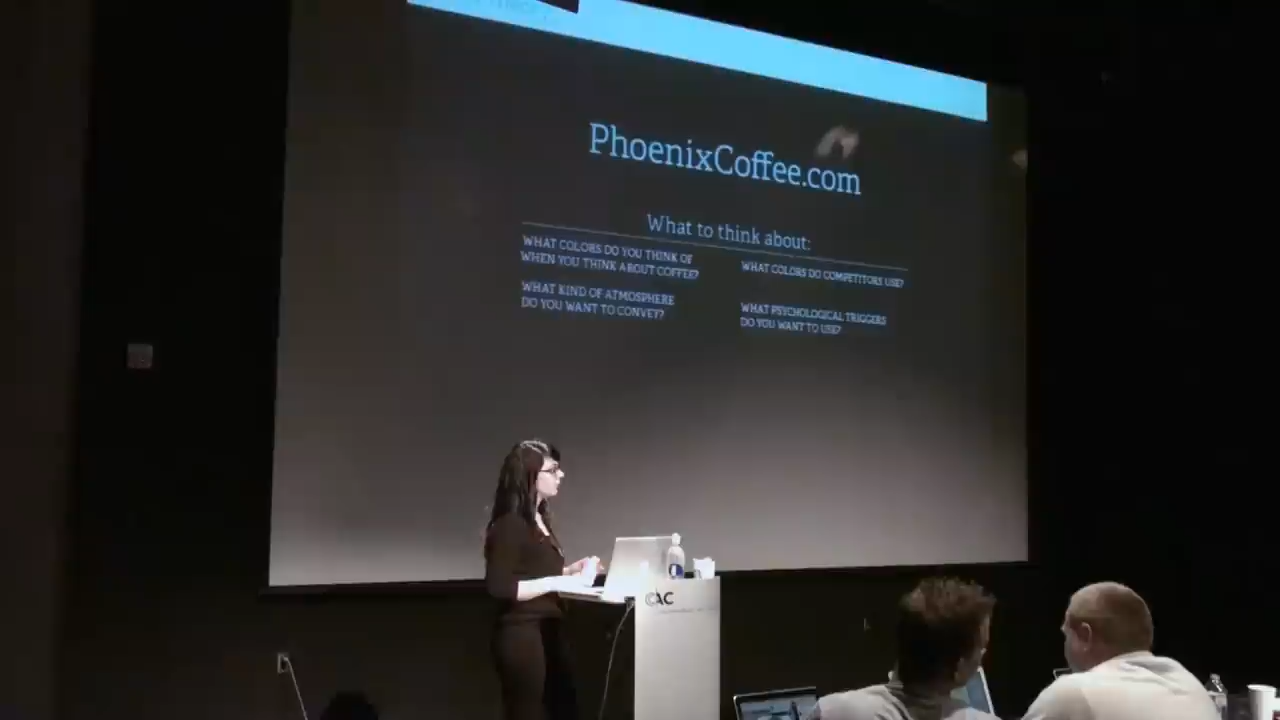 PhoenixCoffee.com
What to think about:
WHAT COLORS DO YOU THINK OF
WHEN YOU THINK ABOUT COFFEE?
WHAT KIND OF ATMOSPHERE
DO YOU WANT TO CONVEY?
WHAT COLORS DO COMPETITORS USE?
WHAT PSYCHOLOGICAL TRIGGERS
DO YOU WANT TO USE?
CAC